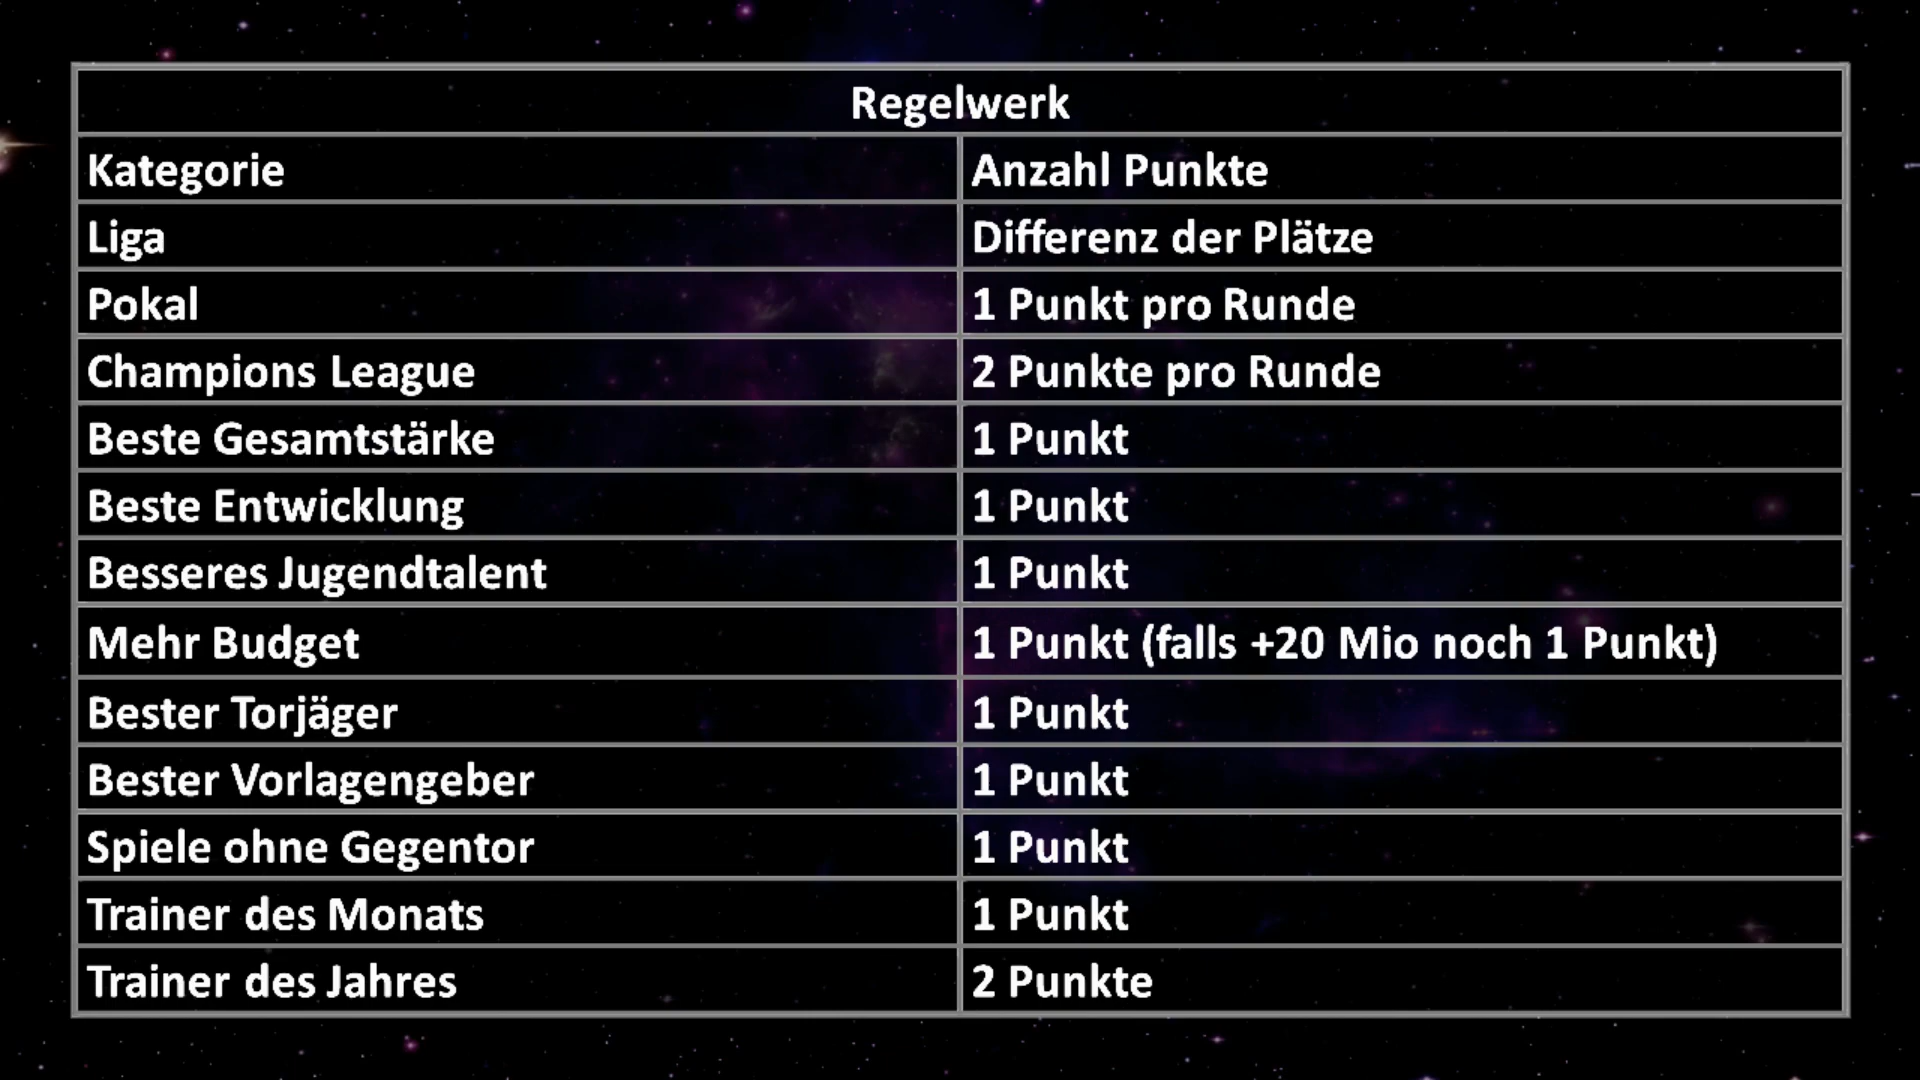 Regelwerk
Kategorie Anzahl Punkte
Liga Differenz der Plätze
Pokal 1 Punkt pro Runde
Champions League 2 Punkte pro Runde
Beste Gesamtstärke 1 Punkt
Beste Entwicklung 1 Punkt
Besseres Jugendtalent 1 Punkt
Mehr Budget 1 Punkt (falls +20 Mio noch 1 Punkt)
Bester Torjäger 1 Punkt
Bester Vorlagengeber 1 Punkt
Spiele ohne Gegentor 1 Punkt
Trainer des Monats 1 Punkt
Trainer des Jahres 2 Punkte